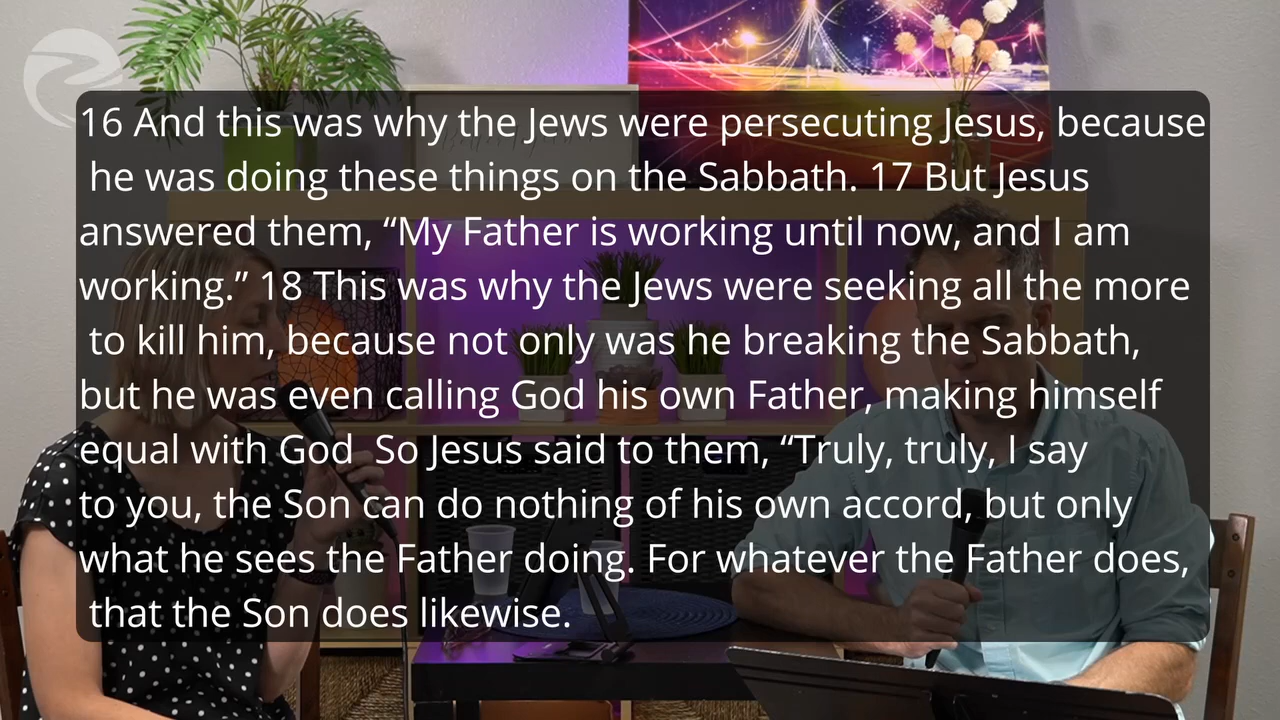 16 And this was why the Jews were persecuting Jesus, because
he was doing these things on the Sabbath. 17 But Jesus
answered them, “My Father is working until now, and I am
working.” 18 This was why the Jews were seeking all the more
to kill him, because not only was he breaking the Sabbath,
but he was even calling God his own Father, making himself
equal with God  So Jesus said to them, “Truly, truly, I say
to you, the Son can do nothing of his own accord, but only
what he sees the Father doing. For whatever the Father does,
that the Son does likewise.